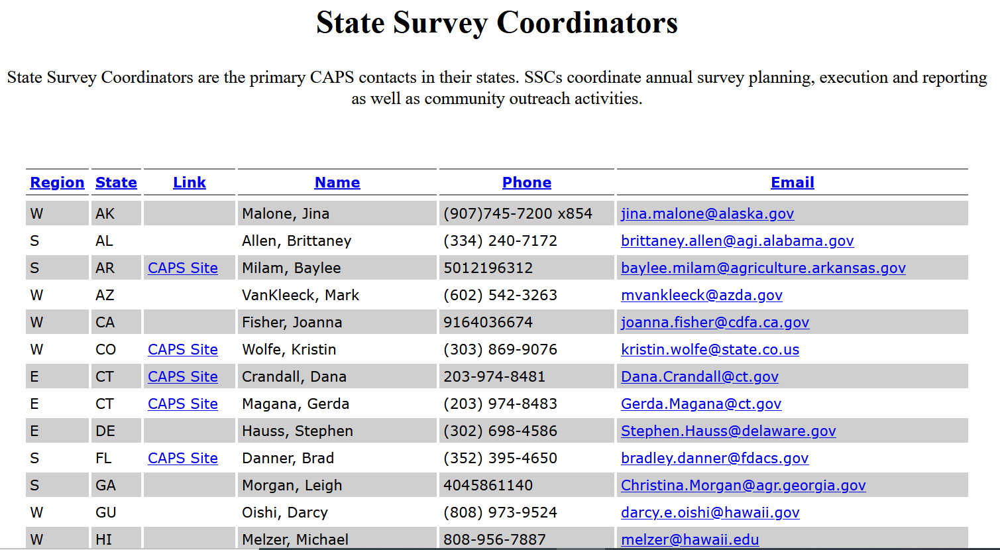 State Survey Coordinators
State Survey Coordinators are the primary CAPS contacts in their states. SSCs coordinate annual survey planning, execution and reporting
as well as community outreach activities.
Region State Link Name Phone Email
W AK Malone, Jina (907)745-7200 x854 jina.malone@alaska.gov
S AL Allen, Brittaney (334) 240-7172 brittaney.allen@agi.alabama.gov
S AR CAPS Site Milam, Baylee 5012196312 baylee.milam@agriculture.arkansas.gov
W AZ VanKleeck, Mark (602) 542-3263 mvankleeck@azda.gov
W CA Fisher, Joanna 9164036674 joanna.fisher@cdfa.ca.gov
W CO CAPS Site Wolfe, Kristin (303) 869-9076 kristin.wolfe@state.co.us
E CT CAPS Site Crandall, Dana 203-974-8481 Dana.Crandall@ct.gov
E CT CAPS Site Magana, Gerda (203) 974-8483 Gerda.Magana@ct.gov
E DE Hauss, Stephen (302) 698-4586 Stephen.Hauss@delaware.gov
S FL CAPS Site Danner, Brad (352) 395-4650 bradley.danner@fdacs.gov
S GA Morgan, Leigh 4045861140 Christina.Morgan@agr.georgia.gov
W GU Oishi, Darcy (808) 973-9524 darcy.e.oishi@hawaii.gov
W HI Melzer, Michael 808-956-7887 melzer@hawaii.edu